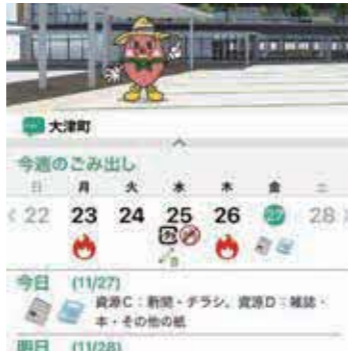 大津町
今週のごみ出し
日 月 火 水 木 金 土
22 23 24 25 26 27 28
今日 (11/27)
資源C：新聞・チラシ、資源D：雑誌・
本・その他の紙
明日 (11/28)